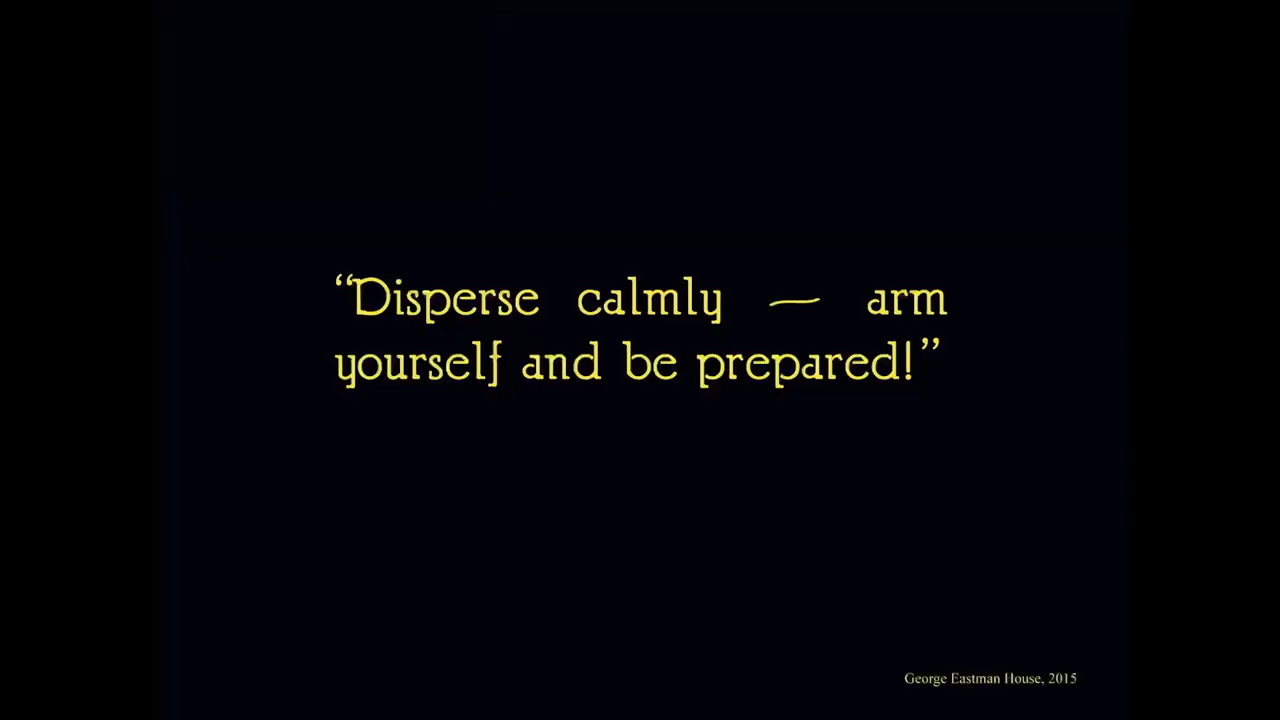 “Disperse calmly — arm
yourself and be prepared!”
George Eastman House, 2015